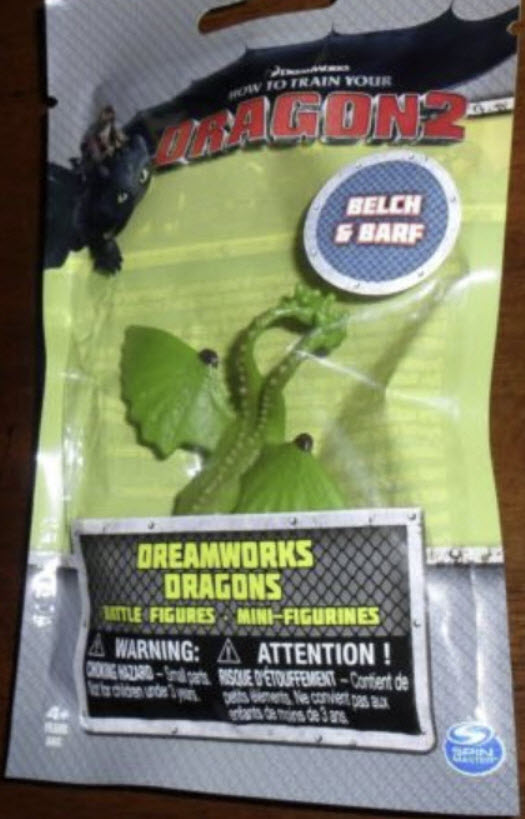 DREAMWORKS
HOW TO TRAIN YOUR
DRAGON 2
BELCH
& BARF
DREAMWORKS
DRAGONS
BATTLE FIGURES · MINI-FIGURINES
⚠ WARNING:
CHOKING HAZARD – Small parts.
Not for children under 3 years.
⚠ ATTENTION !
RISQUE D'ÉTOUFFEMENT – Contient de
petits éléments. Ne convient pas aux
enfants de moins de 3 ans.
4+
SPIN
MASTER